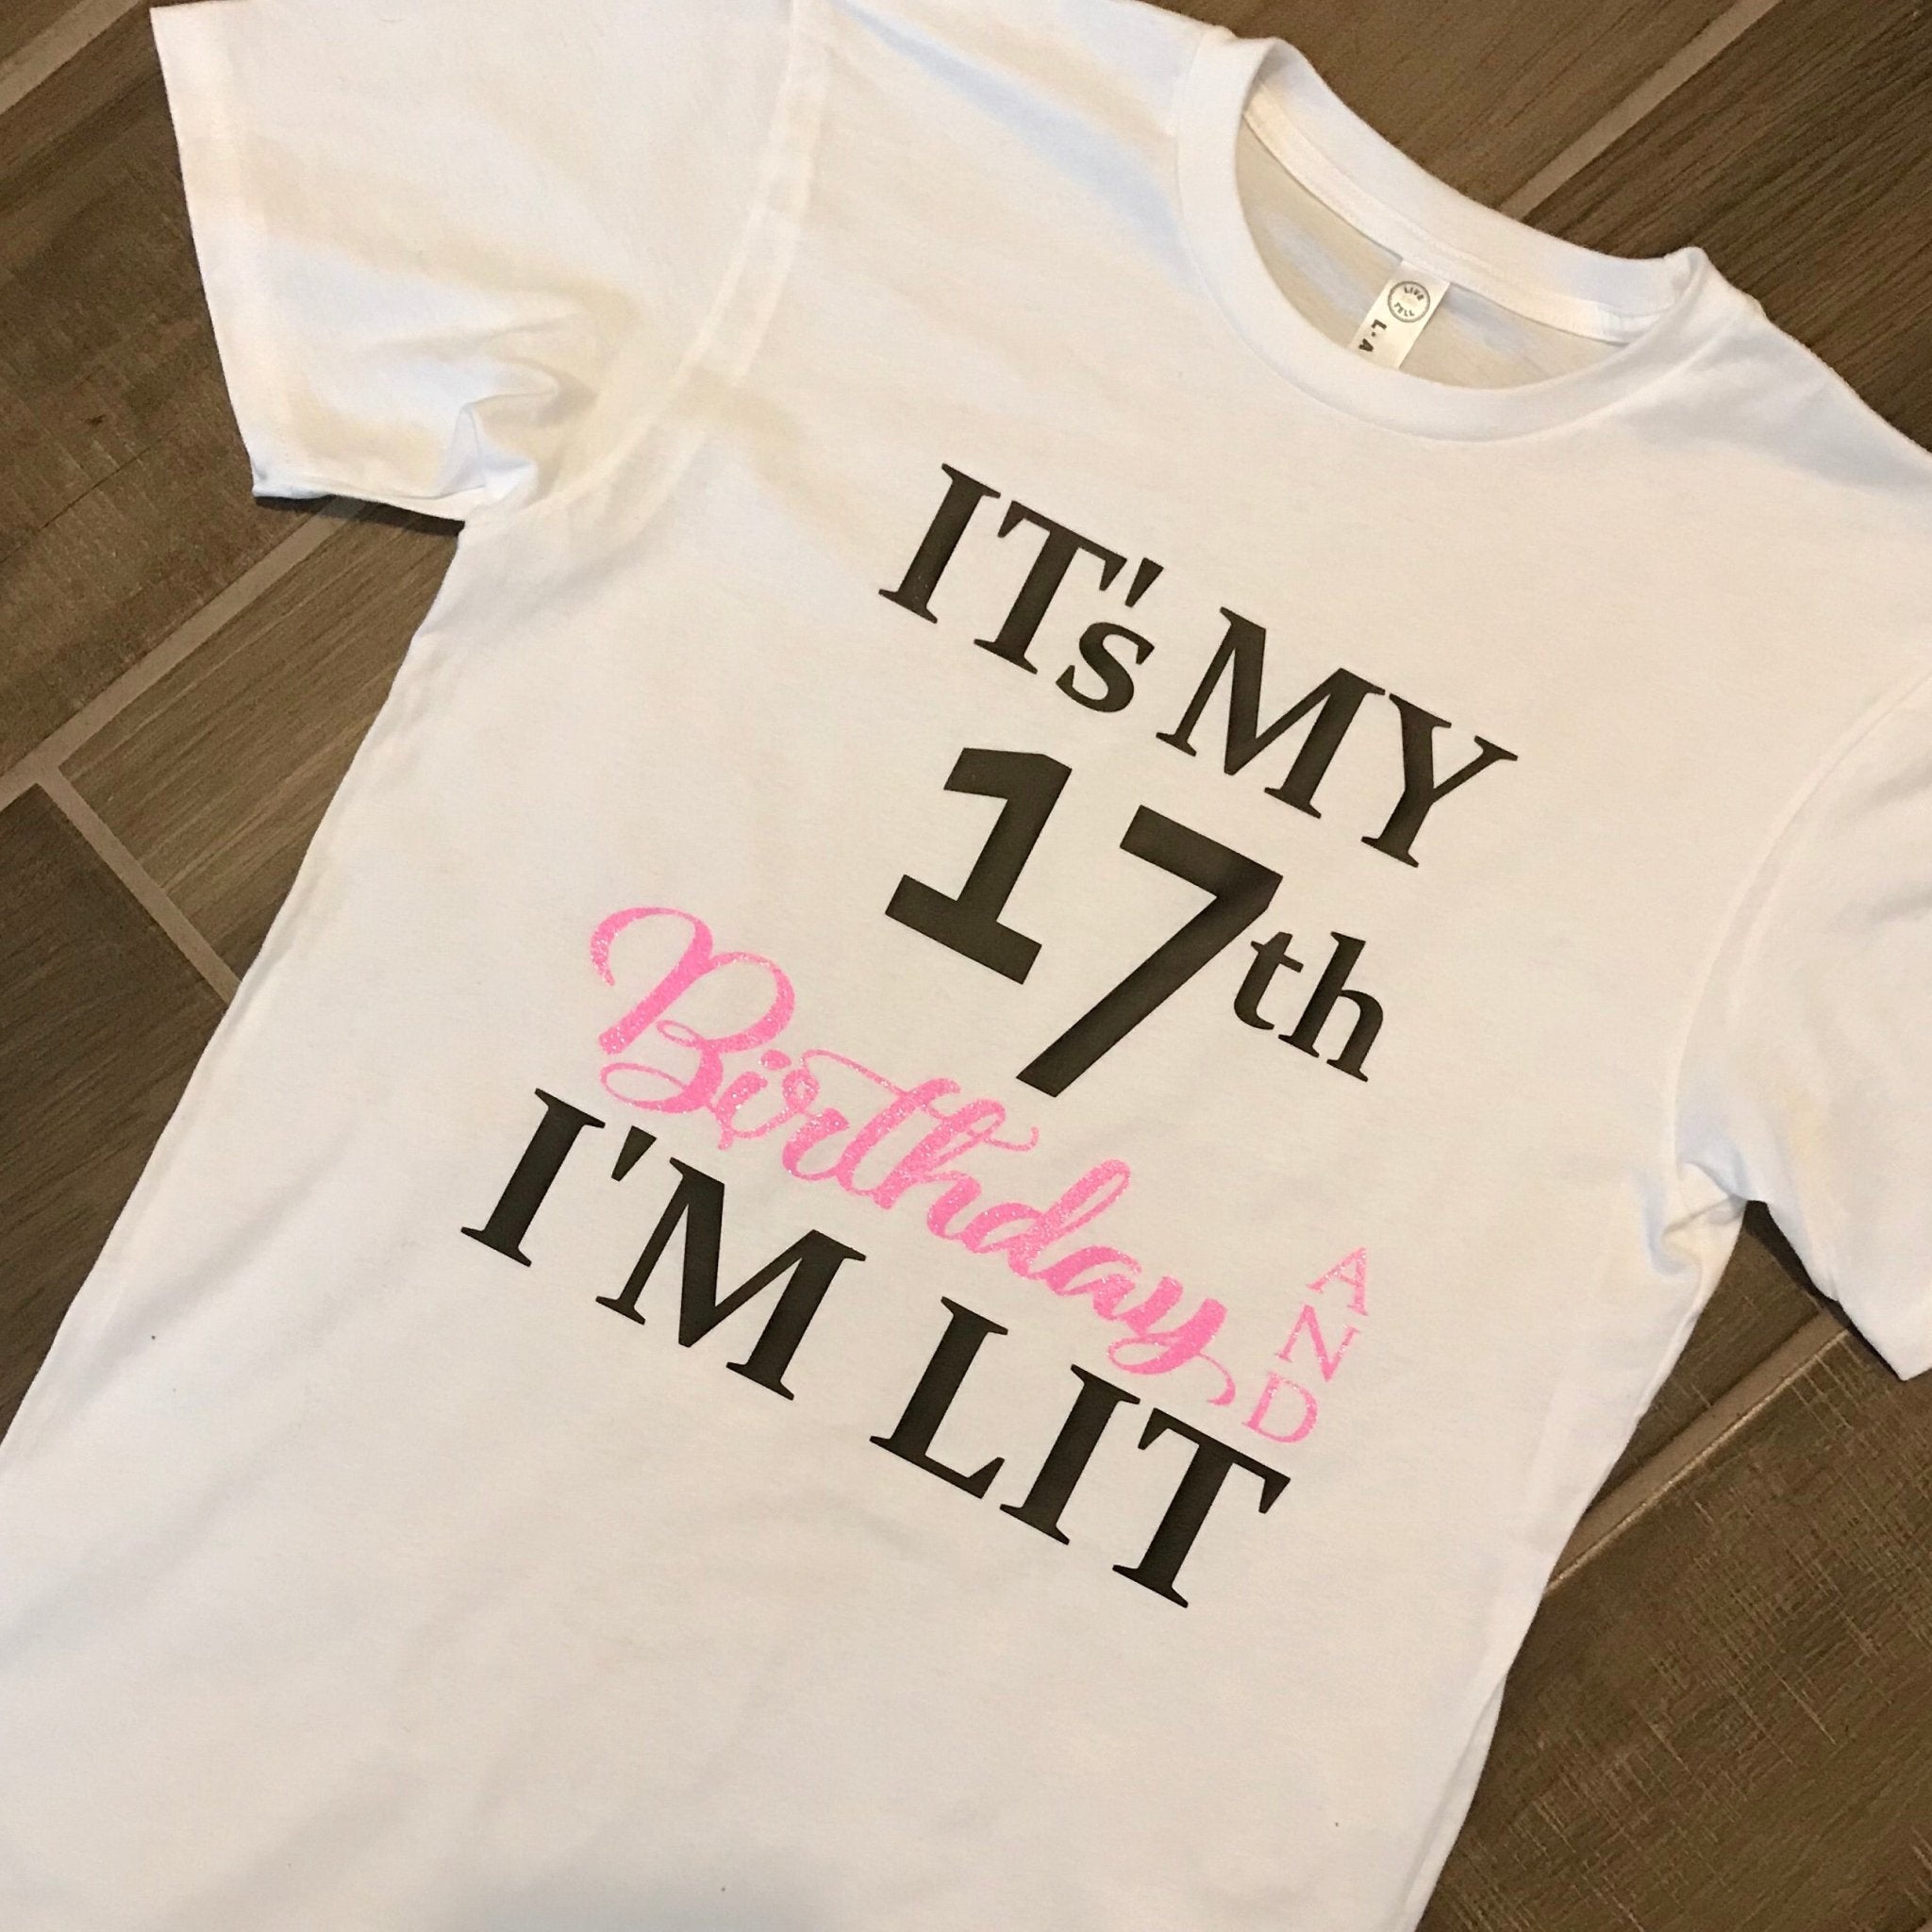 L·A
IT's MY
17th
Birthday
AND
I'M LIT